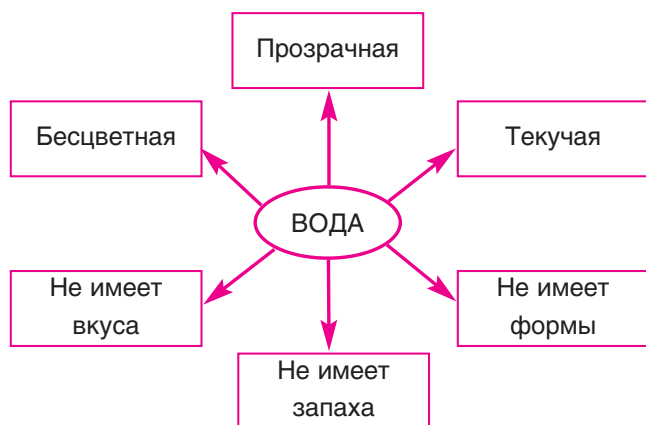 Прозрачная
Бесцветная
Текучая
ВОДА
Не имеет
вкуса
Не имеет
формы
Не имеет
запаха